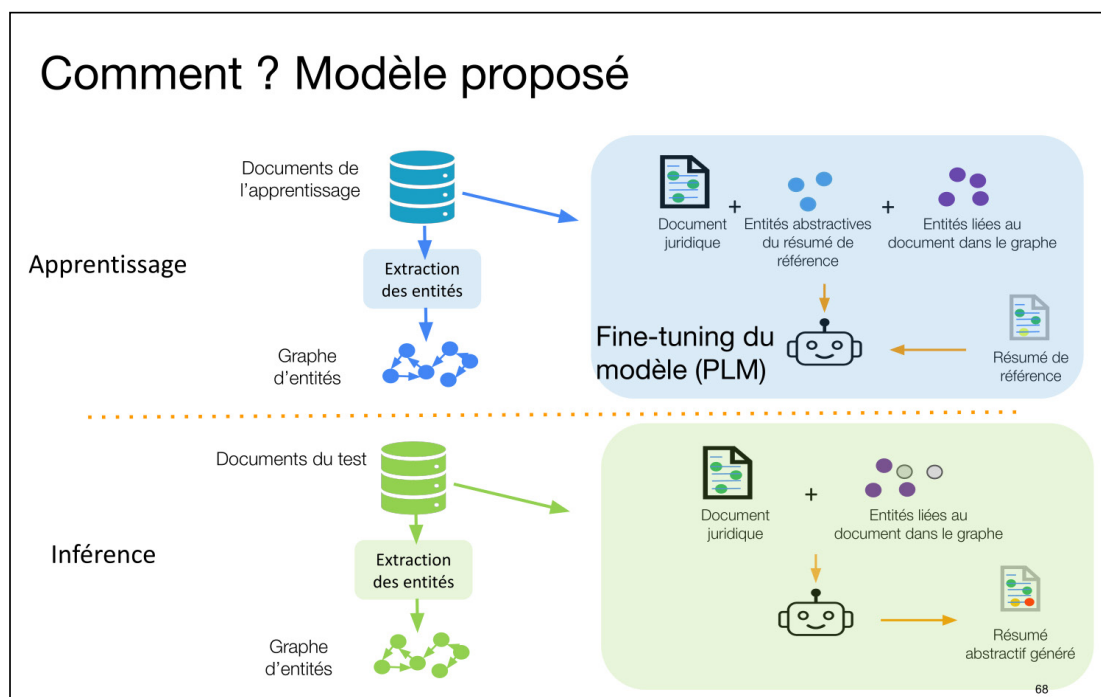 Comment ? Modèle proposé
Documents de
l'apprentissage
Apprentissage
Extraction
des entités
Graphe
d'entités
Document
juridique
+
Entités abstractives
du résumé de
référence
+
Entités liées au
document dans le graphe
Fine-tuning du
modèle (PLM)
Résumé de
référence
Documents du test
Inférence
Extraction
des entités
Graphe
d'entités
Document
juridique
+
Entités liées au
document dans le graphe
Résumé
abstractif généré
68